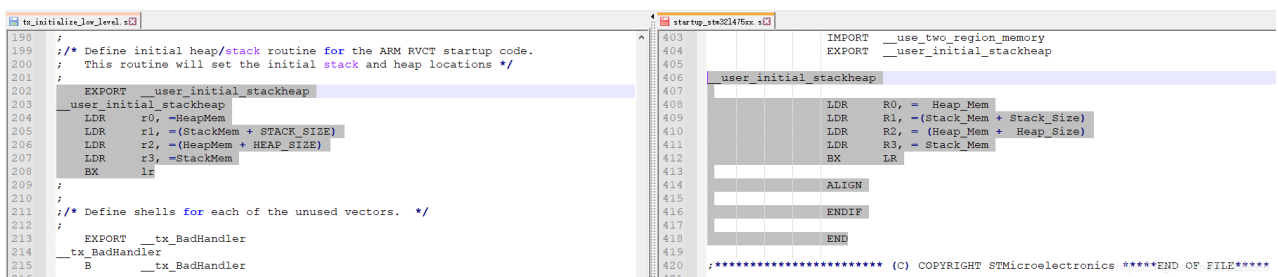 tx_initialize_low_level.s
198 ;
199 ;/* Define initial heap/stack routine for the ARM RVCT startup code.
200 ; This routine will set the initial stack and heap locations */
201 ;
202 EXPORT __user_initial_stackheap
203 __user_initial_stackheap
204 LDR r0, =HeapMem
205 LDR r1, =(StackMem + STACK_SIZE)
206 LDR r2, =(HeapMem + HEAP_SIZE)
207 LDR r3, =StackMem
208 BX lr
209 ;
210 ;
211 ;/* Define shells for each of the unused vectors. */
212 ;
213 EXPORT __tx_BadHandler
214 __tx_BadHandler
215 B __tx_BadHandler
startup_stm32l475xx.s
403 IMPORT __use_two_region_memory
404 EXPORT __user_initial_stackheap
405
406 __user_initial_stackheap
407
408 LDR R0, = Heap_Mem
409 LDR R1, =(Stack_Mem + Stack_Size)
410 LDR R2, = (Heap_Mem + Heap_Size)
411 LDR R3, = Stack_Mem
412 BX LR
413
414 ALIGN
415
416 ENDIF
417
418 END
419
420 ;************************ (C) COPYRIGHT STMicroelectronics *****END OF FILE*****